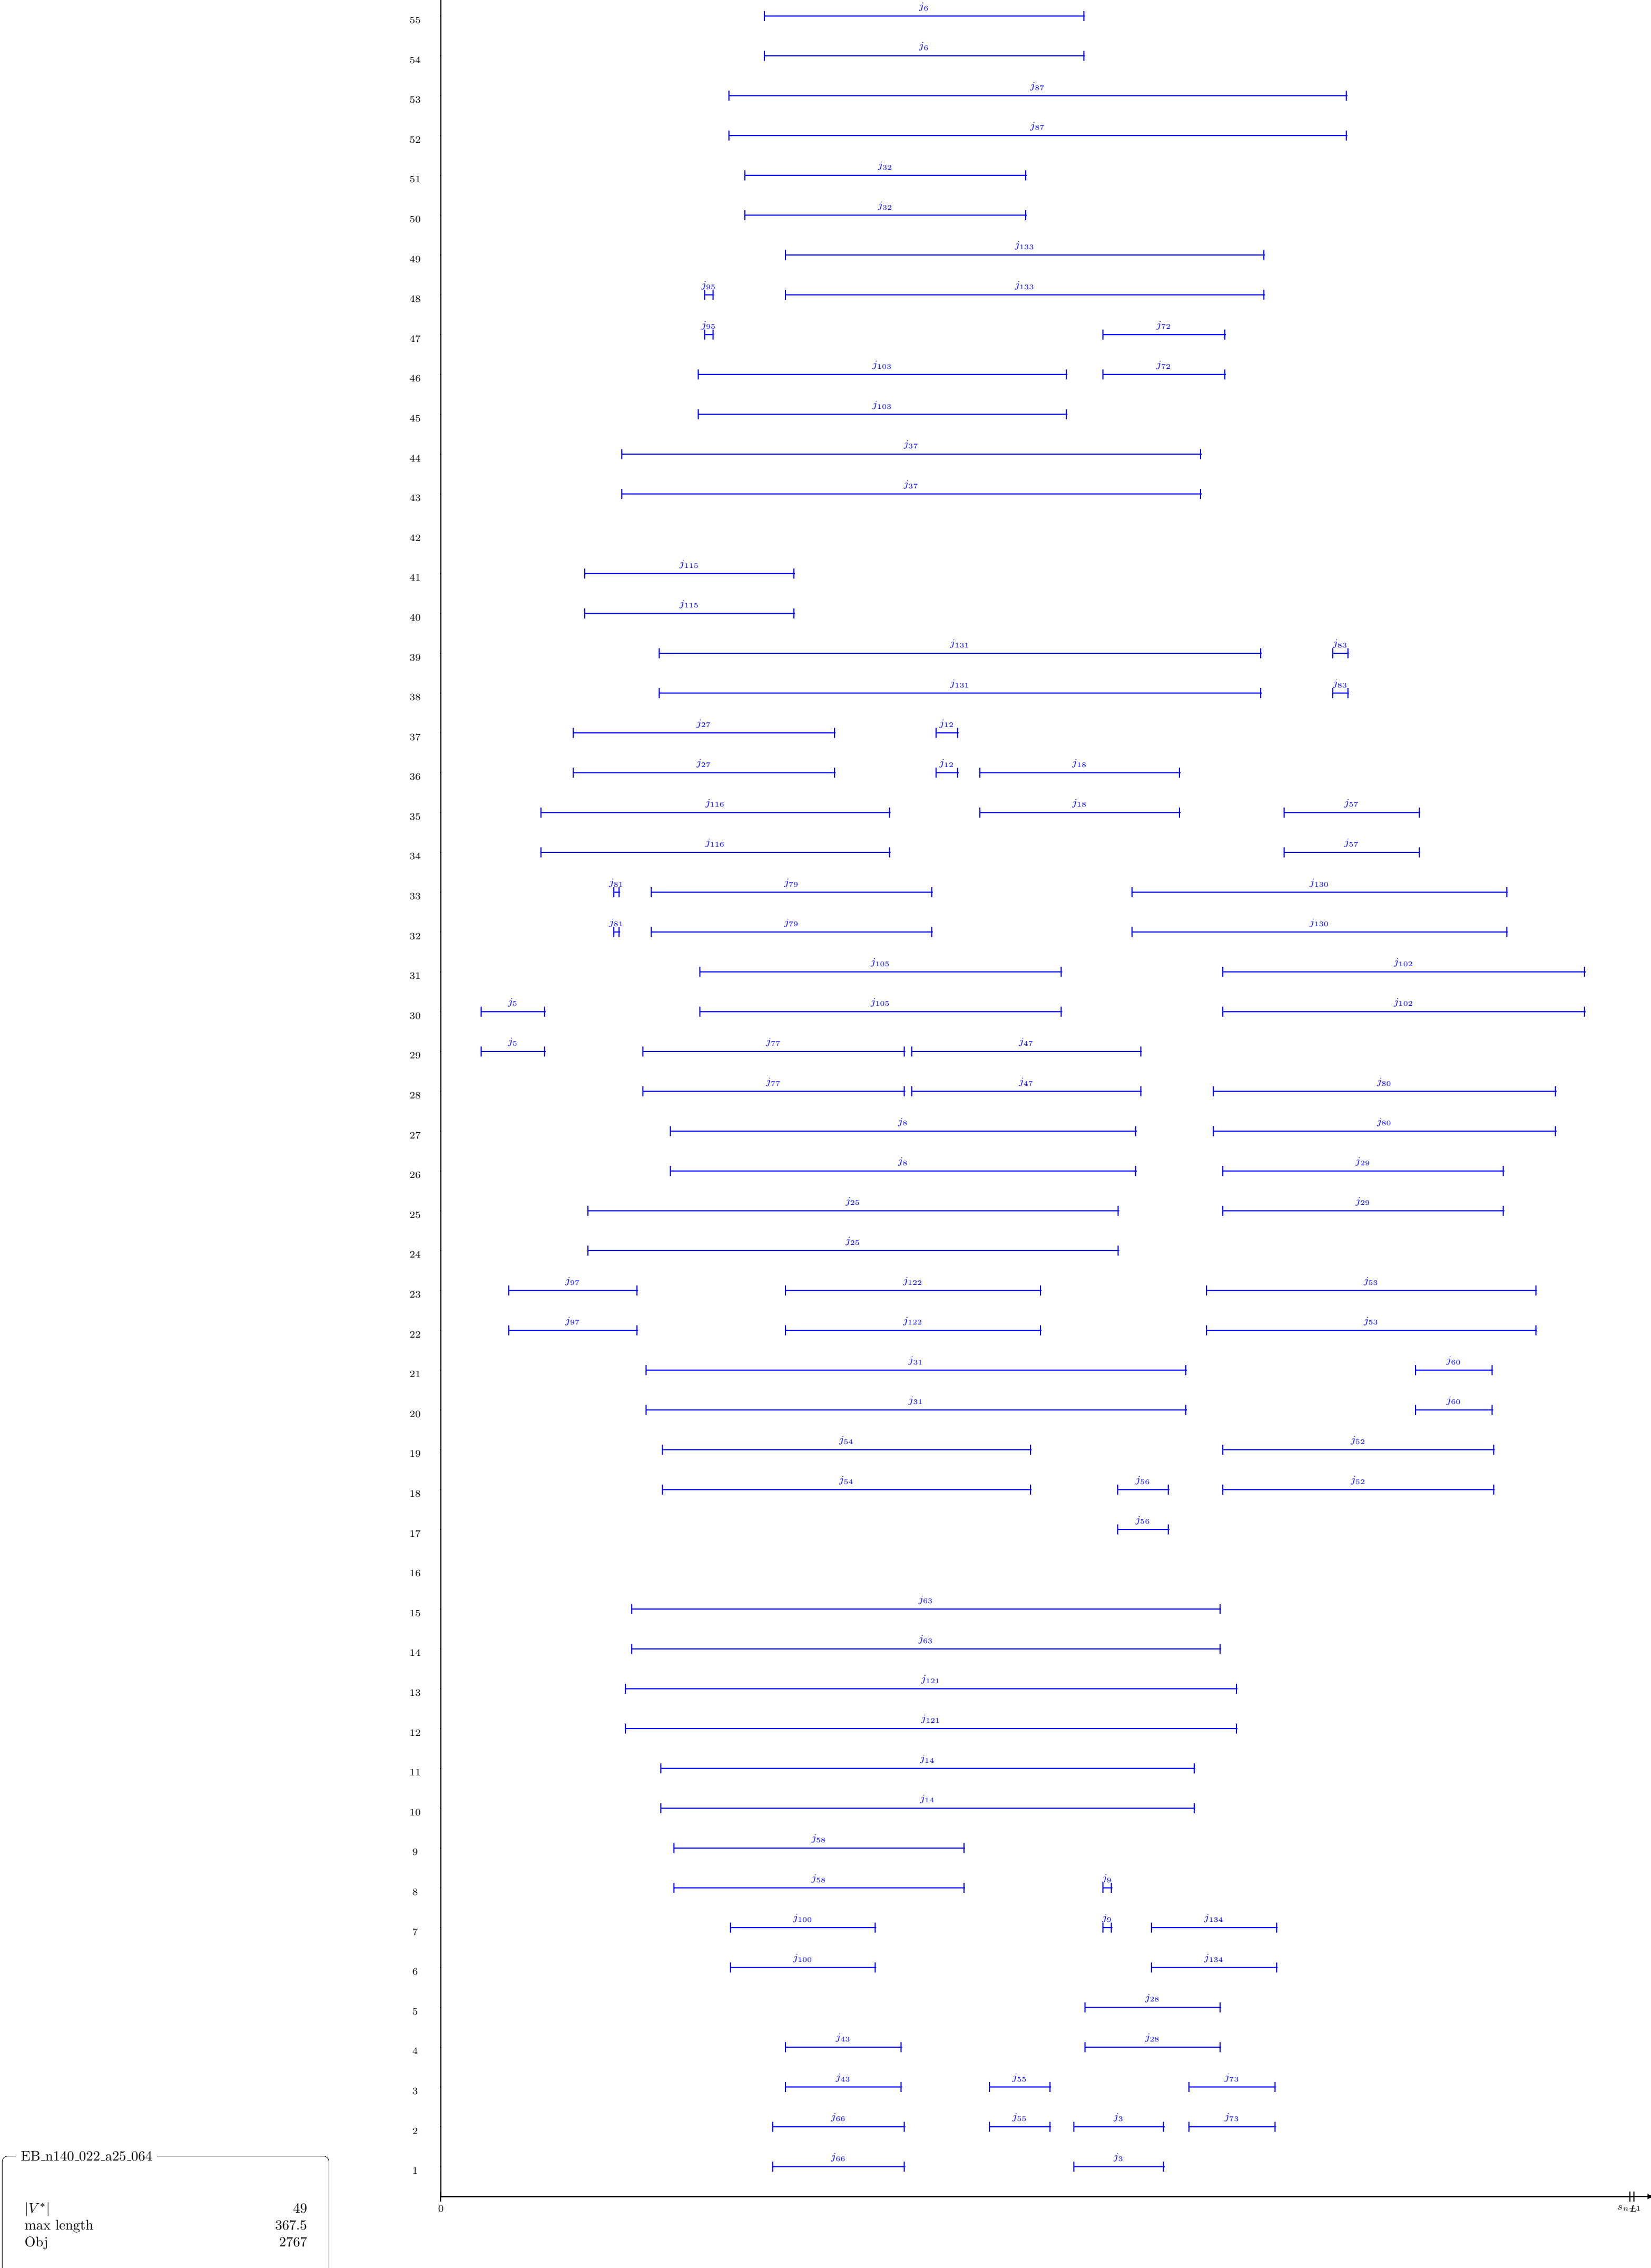 55 j6
54 j6
53 j87
52 j87
51 j32
50 j32
49 j133
48 j95 j133
47 j95 j72
46 j103 j72
45 j103
44 j37
43 j37
42
41 j115
40 j115
39 j131 j83
38 j131 j83
37 j27 j12
36 j27 j12 j18
35 j116 j18 j57
34 j116 j57
33 j81 j79 j130
32 j81 j79 j130
31 j105 j102
30 j5 j105 j102
29 j5 j77 j47
28 j77 j47 j80
27 j8 j80
26 j8 j29
25 j25 j29
24 j25
23 j97 j122 j53
22 j97 j122 j53
21 j31 j60
20 j31 j60
19 j54 j52
18 j54 j56 j52
17 j56
16
15 j63
14 j63
13 j121
12 j121
11 j14
10 j14
9 j58
8 j58 j9
7 j100 j9 j134
6 j100 j134
5 j28
4 j43 j28
3 j43 j55 j73
2 j66 j55 j3 j73
1 j66 j3
0
EB_n140_022_a25_064
|V*| 49
max length 367.5
Obj 2767